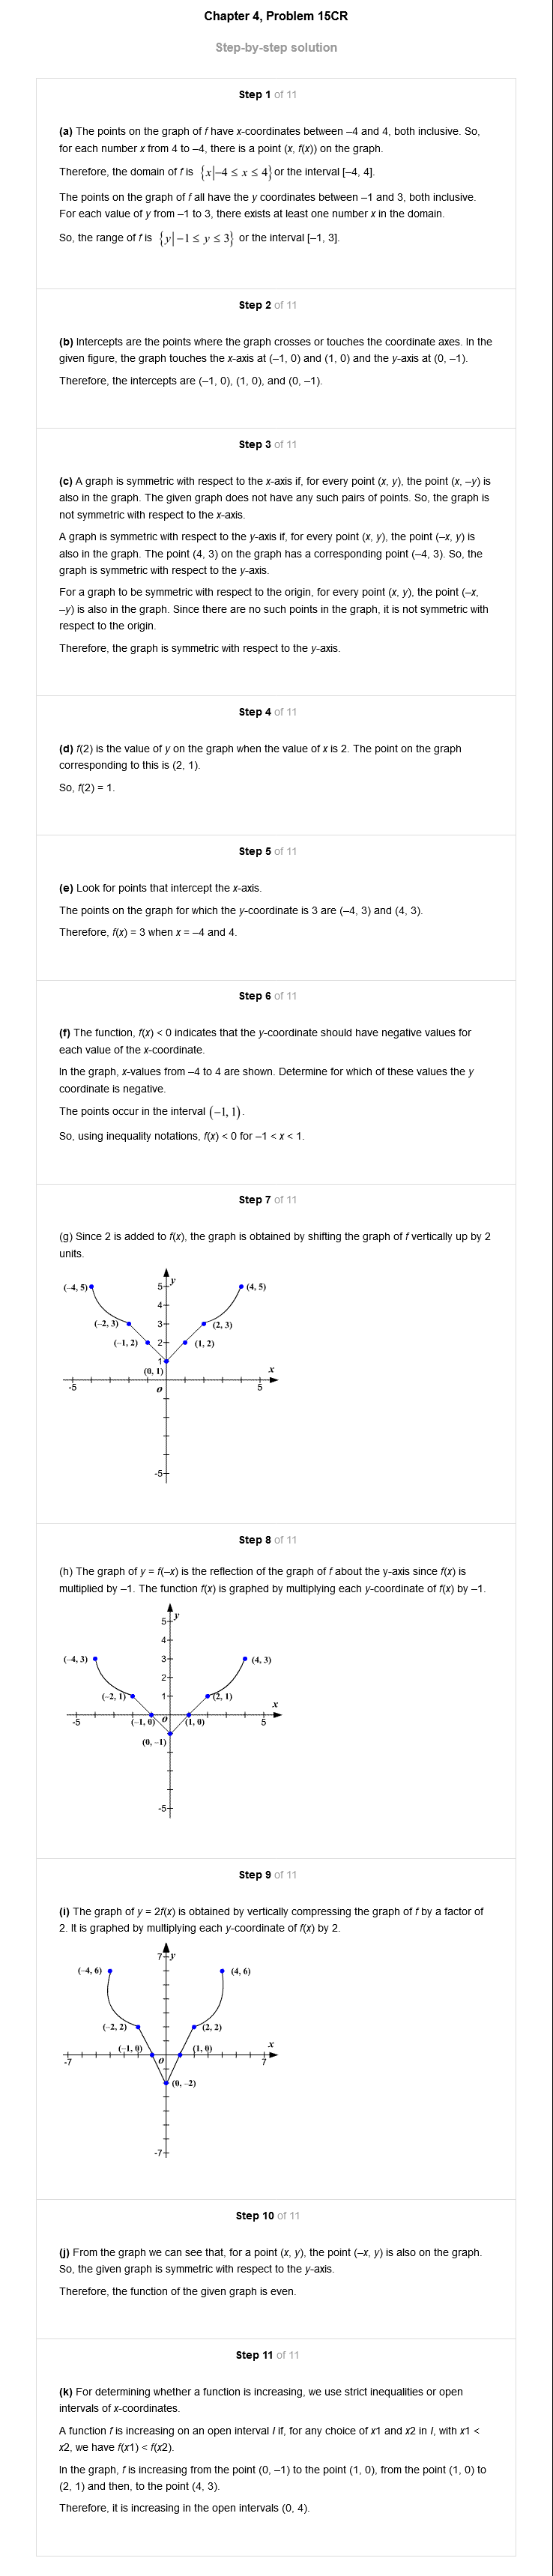 Chapter 4, Problem 15CR
Step-by-step solution
Step 1 of 11
(a) The points on the graph of f have x-coordinates between –4 and 4, both inclusive. So,
for each number x from 4 to –4, there is a point (x, f(x)) on the graph.
Therefore, the domain of f is {x|–4 ≤ x ≤ 4} or the interval [–4, 4].
The points on the graph of f all have the y coordinates between –1 and 3, both inclusive.
For each value of y from –1 to 3, there exists at least one number x in the domain.
So, the range of f is {y|–1 ≤ y ≤ 3} or the interval [–1, 3].
Step 2 of 11
(b) Intercepts are the points where the graph crosses or touches the coordinate axes. In the
given figure, the graph touches the x-axis at (–1, 0) and (1, 0) and the y-axis at (0, –1).
Therefore, the intercepts are (–1, 0), (1, 0), and (0, –1).
Step 3 of 11
(c) A graph is symmetric with respect to the x-axis if, for every point (x, y), the point (x, –y) is
also in the graph. The given graph does not have any such pairs of points. So, the graph is
not symmetric with respect to the x-axis.
A graph is symmetric with respect to the y-axis if, for every point (x, y), the point (–x, y) is
also in the graph. The point (4, 3) on the graph has a corresponding point (–4, 3). So, the
graph is symmetric with respect to the y-axis.
For a graph to be symmetric with respect to the origin, for every point (x, y), the point (–x,
–y) is also in the graph. Since there are no such points in the graph, it is not symmetric with
respect to the origin.
Therefore, the graph is symmetric with respect to the y-axis.
Step 4 of 11
(d) f(2) is the value of y on the graph when the value of x is 2. The point on the graph
corresponding to this is (2, 1).
So, f(2) = 1.
Step 5 of 11
(e) Look for points that intercept the x-axis.
The points on the graph for which the y-coordinate is 3 are (–4, 3) and (4, 3).
Therefore, f(x) = 3 when x = –4 and 4.
Step 6 of 11
(f) The function, f(x) < 0 indicates that the y-coordinate should have negative values for
each value of the x-coordinate.
In the graph, x-values from –4 to 4 are shown. Determine for which of these values the y
coordinate is negative.
The points occur in the interval (–1, 1).
So, using inequality notations, f(x) < 0 for –1 < x < 1.
Step 7 of 11
(g) Since 2 is added to f(x), the graph is obtained by shifting the graph of f vertically up by 2
units.
y
(–4, 5) 5 (4, 5)
4
(–2, 3) 3 (2, 3)
(–1, 2) 2 (1, 2)
1
(0, 1) x
-5 o 5
-5
Step 8 of 11
(h) The graph of y = f(–x) is the reflection of the graph of f about the y-axis since f(x) is
multiplied by –1. The function f(x) is graphed by multiplying each y-coordinate of f(x) by –1.
5 y
4
(–4, 3) 3 (4, 3)
2
(–2, 1) 1 (2, 1)
x
-5 (–1, 0) o (1, 0) 5
(0, –1)
-5
Step 9 of 11
(i) The graph of y = 2f(x) is obtained by vertically compressing the graph of f by a factor of
2. It is graphed by multiplying each y-coordinate of f(x) by 2.
7 y
(–4, 6) (4, 6)
(–2, 2) (2, 2)
(–1, 0) (1, 0) x
-7 o 7
(0, –2)
-7
Step 10 of 11
(j) From the graph we can see that, for a point (x, y), the point (–x, y) is also on the graph.
So, the given graph is symmetric with respect to the y-axis.
Therefore, the function of the given graph is even.
Step 11 of 11
(k) For determining whether a function is increasing, we use strict inequalities or open
intervals of x-coordinates.
A function f is increasing on an open interval I if, for any choice of x1 and x2 in I, with x1 <
x2, we have f(x1) < f(x2).
In the graph, f is increasing from the point (0, –1) to the point (1, 0), from the point (1, 0) to
(2, 1) and then, to the point (4, 3).
Therefore, it is increasing in the open intervals (0, 4).